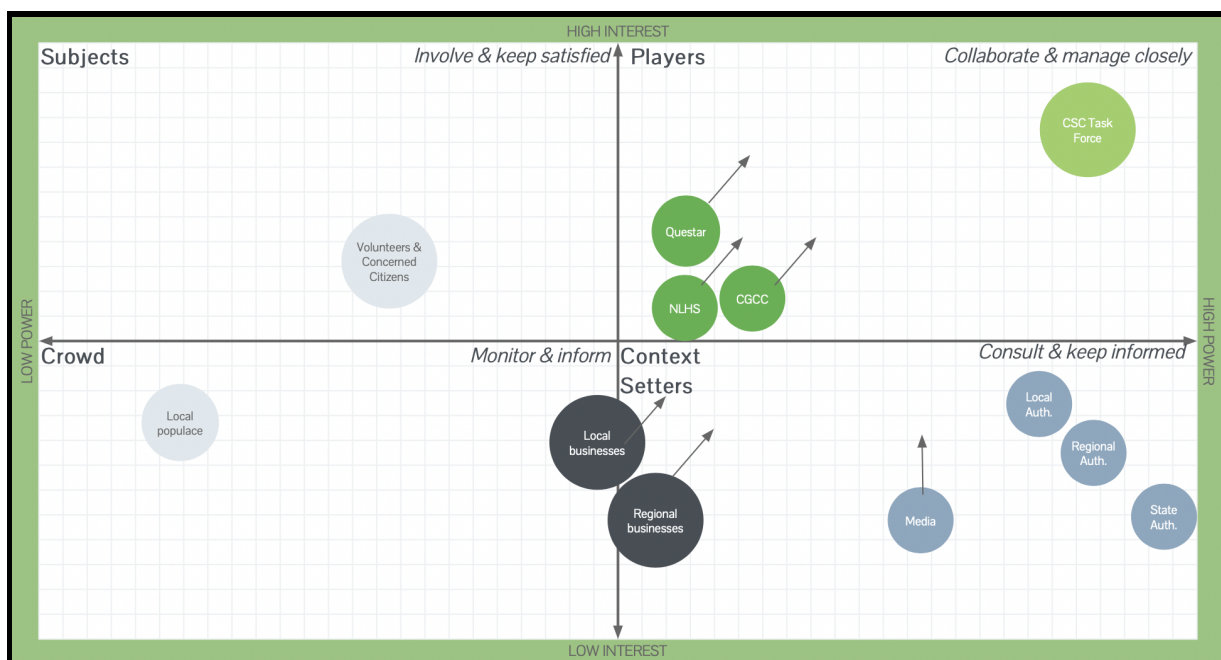 HIGH INTEREST
Subjects
Involve & keep satisfied
Players
Collaborate & manage closely
CSC Task
Force
Questar
Volunteers &
Concerned
Citizens
NLHS
CGCC
LOW POWER
HIGH POWER
Crowd
Monitor & inform
Context
Setters
Consult & keep informed
Local
populace
Local
businesses
Regional
businesses
Local
Auth.
Regional
Auth.
Media
State
Auth.
LOW INTEREST